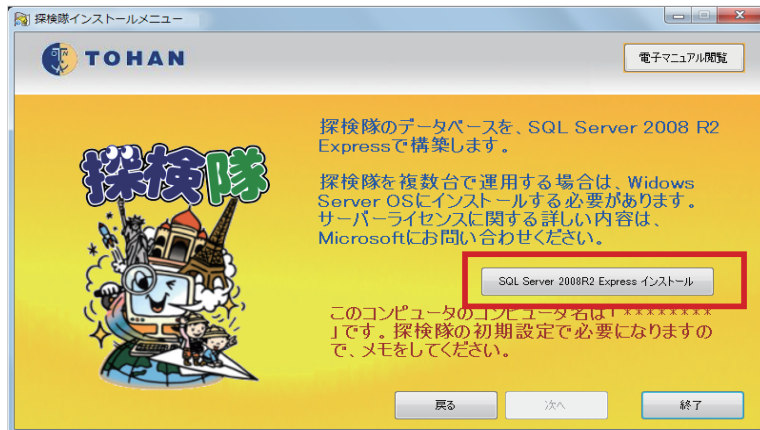 探検隊インストールメニュー
TOHAN
電子マニュアル閲覧
探検隊
探検隊のデータベースを、SQL Server 2008 R2
Expressで構築します。
探検隊を複数台で運用する場合は、Widows
Server OSにインストールする必要があります。
サーバーライセンスに関する詳しい内容は、
Microsoftにお問い合わせください。
SQL Server 2008R2 Express インストール
このコンピュータのコンピュータ名は「********
」です。探検隊の初期設定で必要になりますの
で、メモをしてください。
戻る
次へ
終了